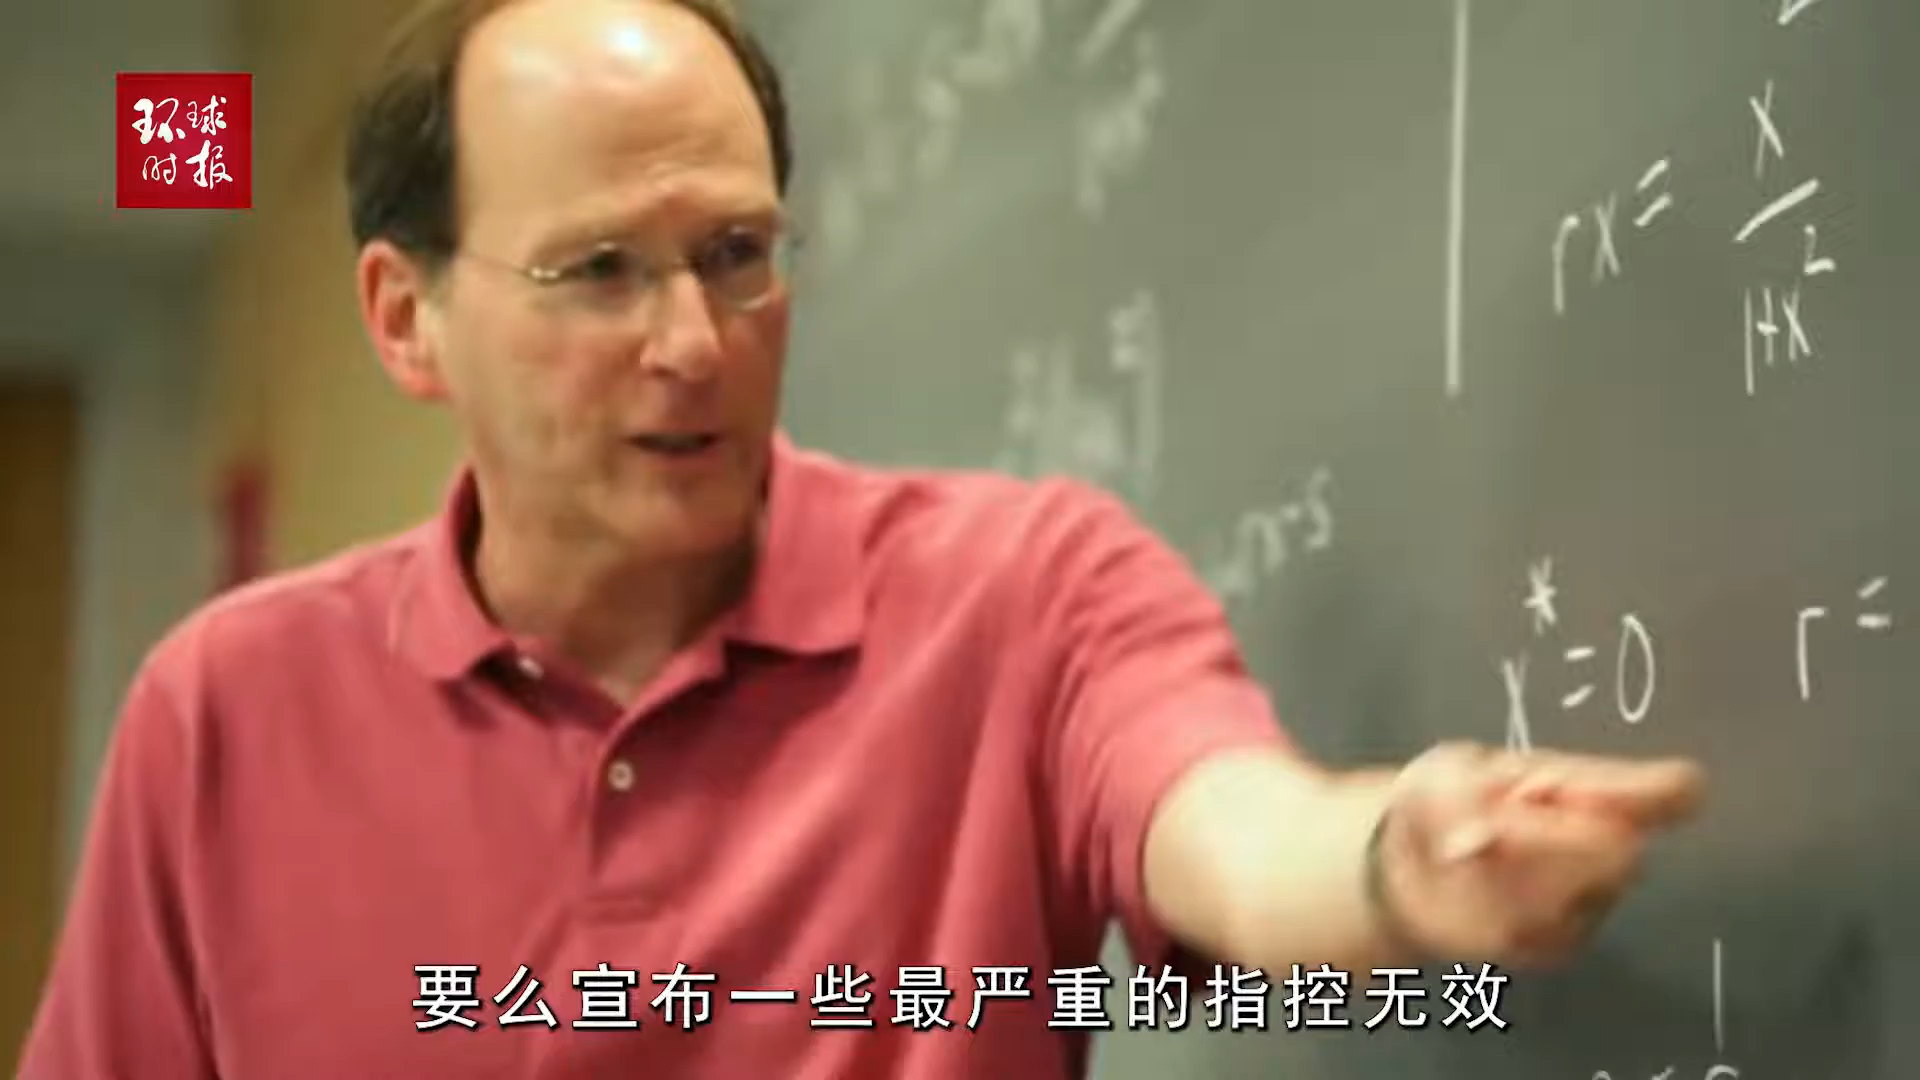 环球
时报
rx = x / 1+x²
x* = 0
r =
要么宣布一些最严重的指控无效